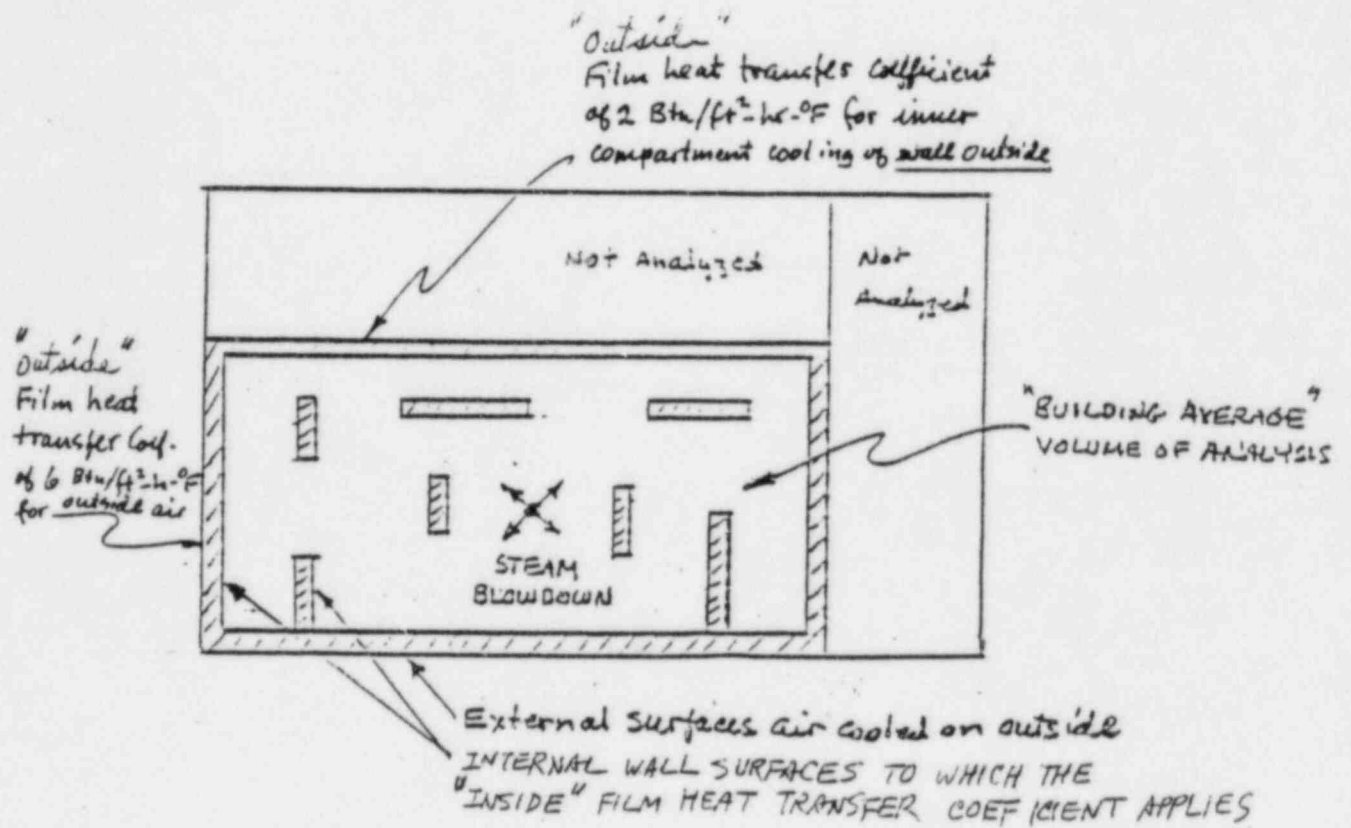 "Outside"
Film heat transfer coefficient
of 2 Btu/ft²-hr-°F for inner
compartment cooling of wall outside
Not Analyzed
Not
Analyzed
"Outside"
Film heat
transfer Coef.
of 6 Btu/ft²-h-°F
for outside air
"BUILDING AVERAGE"
VOLUME OF ANALYSIS
STEAM
BLOWDOWN
External surfaces air cooled on outside
INTERNAL WALL SURFACES TO WHICH THE
"INSIDE" FILM HEAT TRANSFER COEFICIENT APPLIES